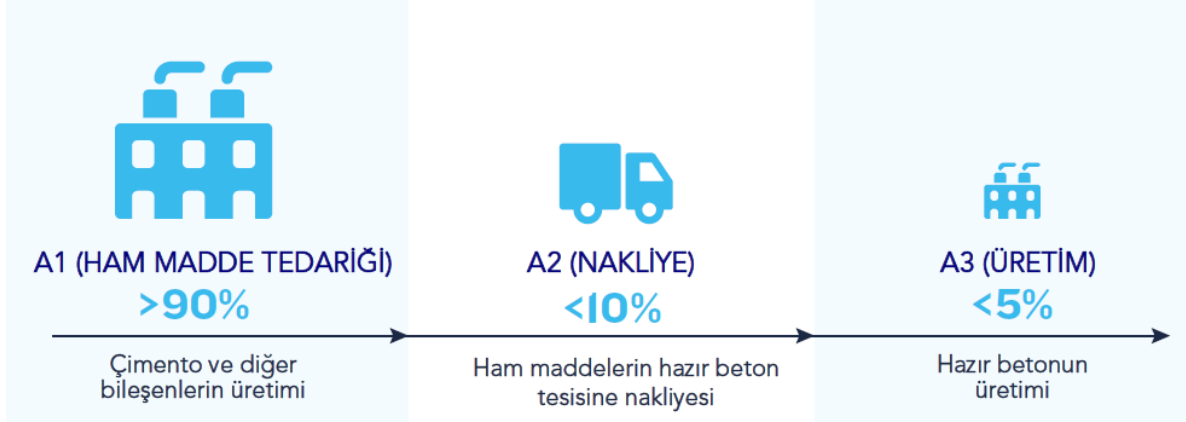 A1 (HAM MADDE TEDARİĞİ)
>90%
Çimento ve diğer
bileşenlerin üretimi
A2 (NAKLİYE)
<10%
Ham maddelerin hazır beton
tesisine nakliyesi
A3 (ÜRETİM)
<5%
Hazır betonun
üretimi